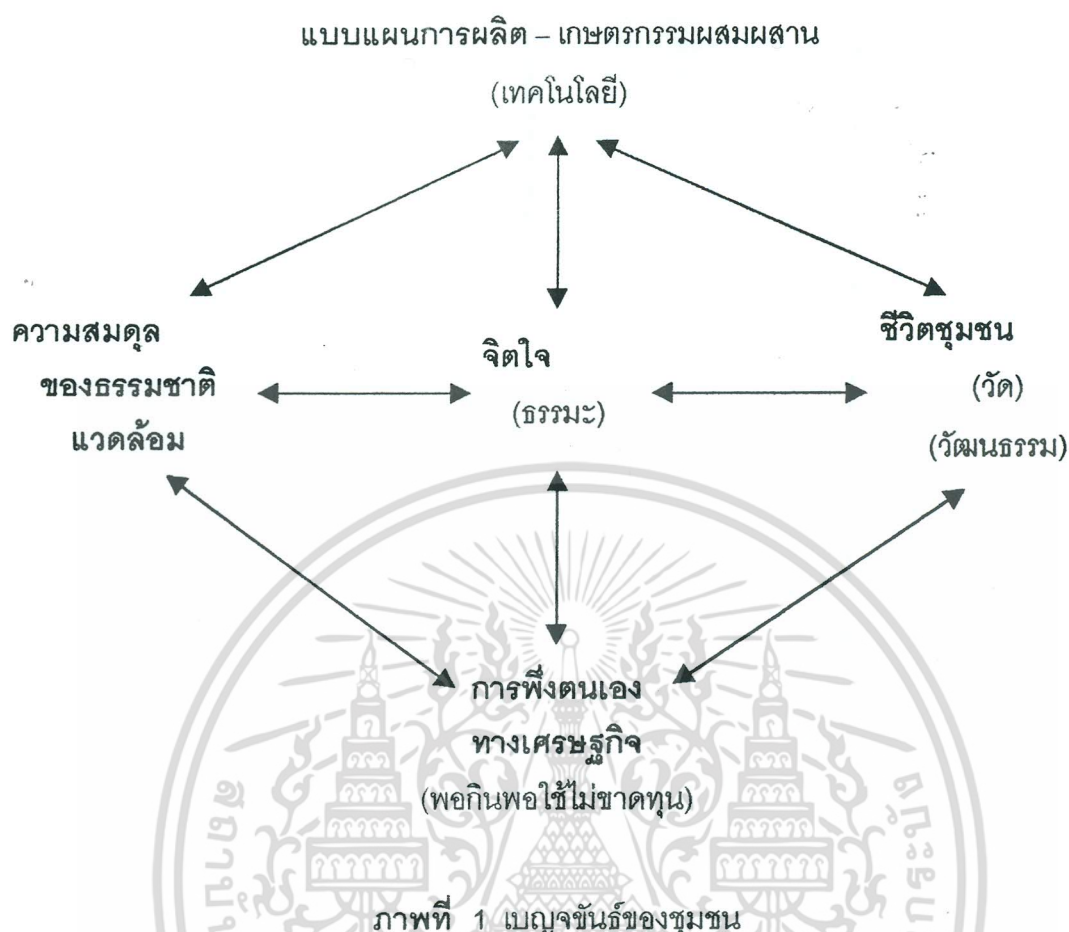 แบบแผนการผลิต – เกษตรกรรมผสมผสาน
(เทคโนโลยี)
ความสมดุล
ของธรรมชาติ
แวดล้อม
จิตใจ
(ธรรมะ)
ชีวิตชุมชน
(วัด)
(วัฒนธรรม)
การพึ่งตนเอง
ทางเศรษฐกิจ
(พอกินพอใช้ไม่ขาดทุน)
ภาพที่ 1 เบญจขันธ์ของชุมชน